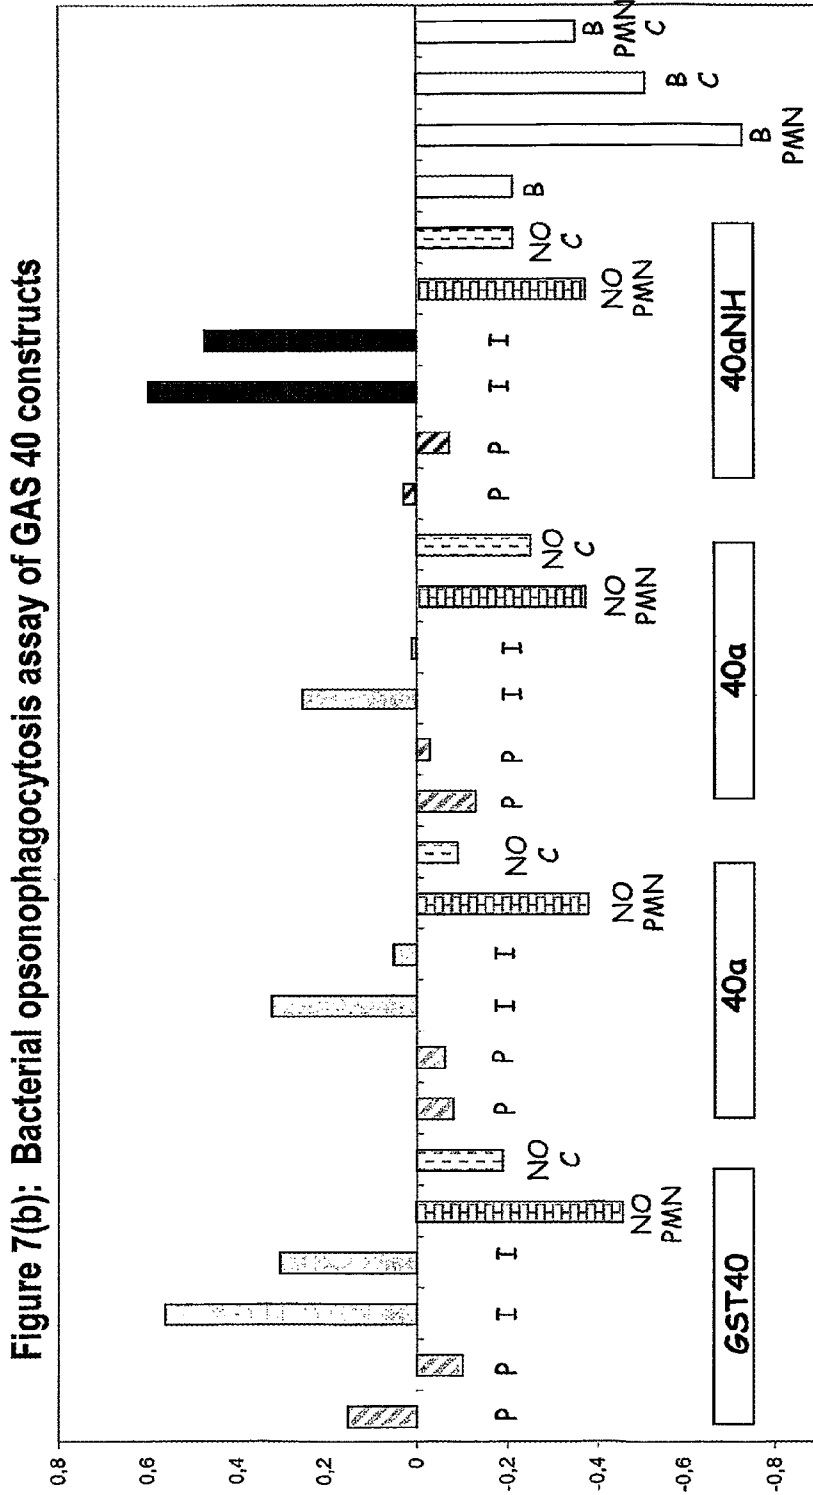 Figure 7(b): Bacterial opsonophagocytosis assay of GAS 40 constructs
0,8
0,6
0,4
0,2
0
-0,2
-0,4
-0,6
-0,8
P
P
I
I
NO
PMN
NO
C
P
P
I
I
NO
PMN
NO
C
P
P
I
I
NO
PMN
NO
C
P
P
I
I
NO
PMN
NO
C
B
B
PMN
B
C
B
PMN
C
GST40
40a
40a
40aNH